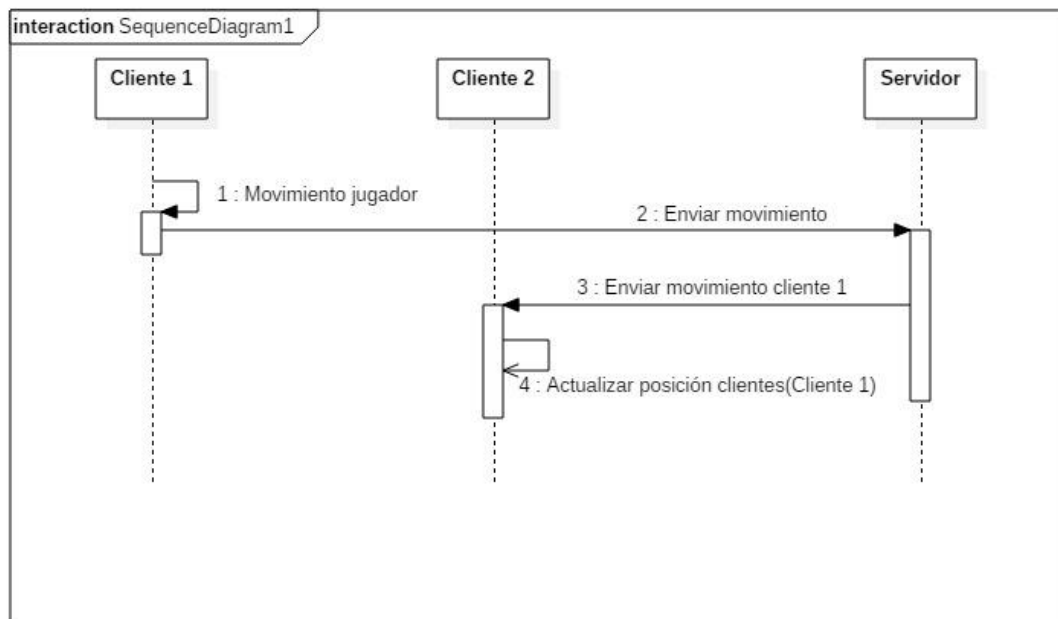 interaction SequenceDiagram1
Cliente 1
Cliente 2
Servidor
1 : Movimiento jugador
2 : Enviar movimiento
3 : Enviar movimiento cliente 1
4 : Actualizar posición clientes(Cliente 1)